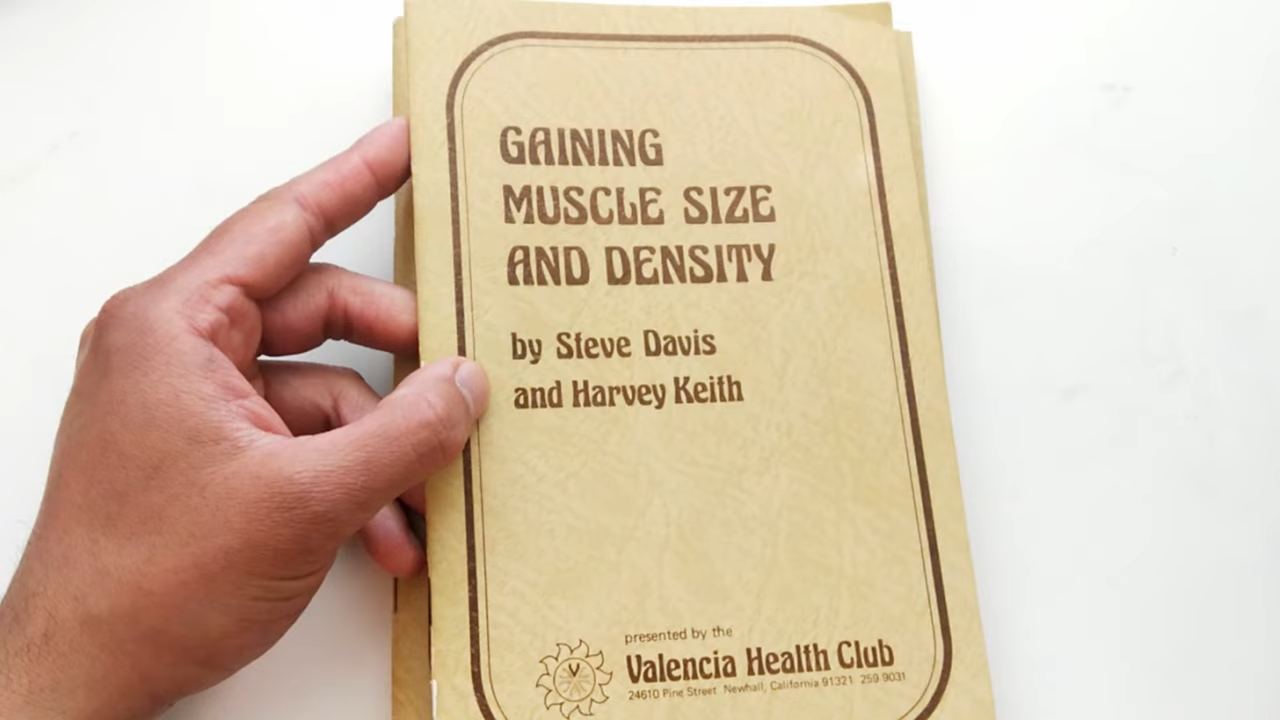 GAINING
MUSCLE SIZE
AND DENSITY
by Steve Davis
and Harvey Keith
presented by the
V
Valencia Health Club
24610 Pine Street Newhall, California 91321 259-9031